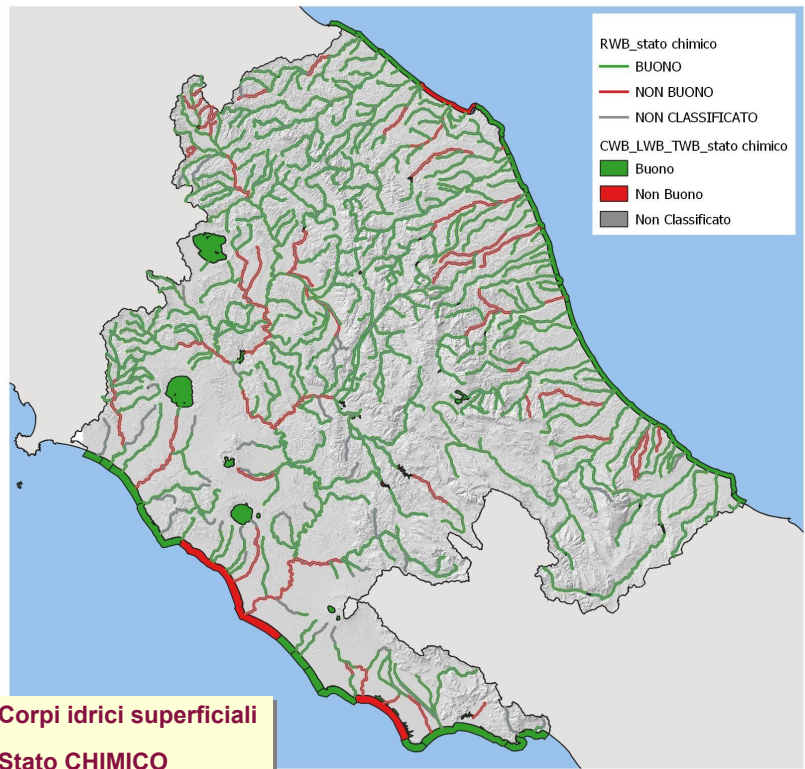 RWB_stato chimico
BUONO
NON BUONO
NON CLASSIFICATO
CWB_LWB_TWB_stato chimico
Buono
Non Buono
Non Classificato
Corpi idrici superficiali
Stato CHIMICO